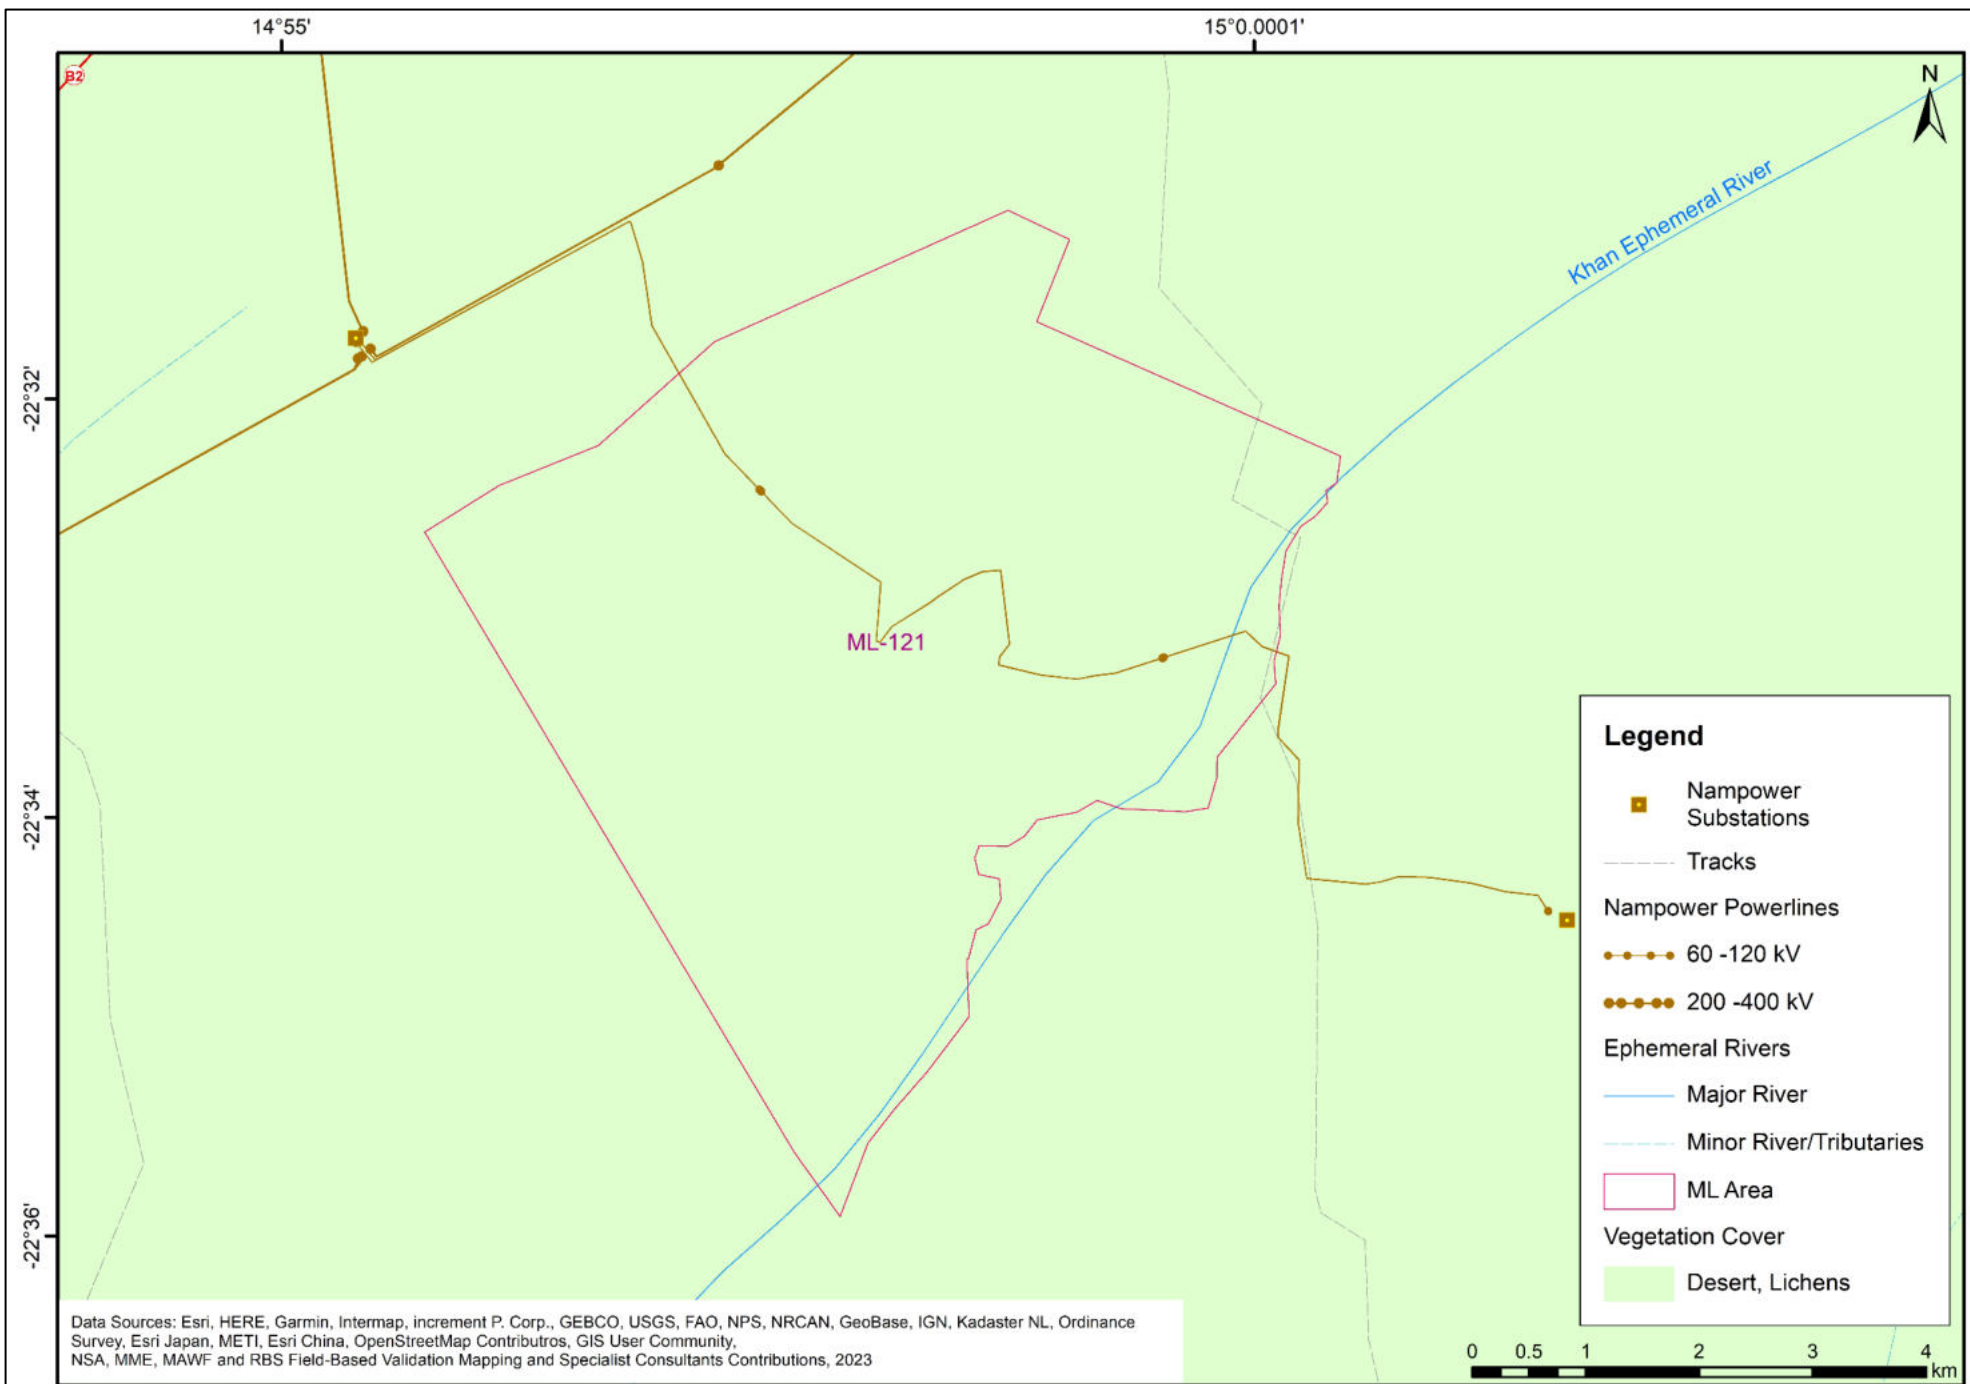 14°55'
15°0.0001'
B2
N
Khan Ephemeral River
-22°32'
ML-121
-22°34'
-22°36'
Legend
Nampower
Substations
Tracks
Nampower Powerlines
60 -120 kV
200 -400 kV
Ephemeral Rivers
Major River
Minor River/Tributaries
ML Area
Vegetation Cover
Desert, Lichens
Data Sources: Esri, HERE, Garmin, Intermap, increment P. Corp., GEBCO, USGS, FAO, NPS, NRCAN, GeoBase, IGN, Kadaster NL, Ordinance
Survey, Esri Japan, METI, Esri China, OpenStreetMap Contributros, GIS User Community,
NSA, MME, MAWF and RBS Field-Based Validation Mapping and Specialist Consultants Contributions, 2023
0 0.5 1 2 3 4
km